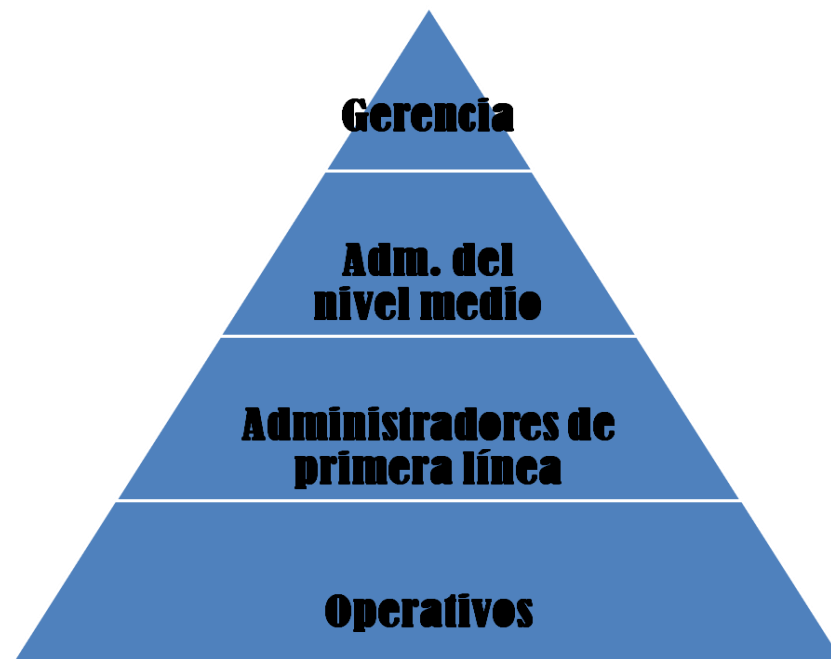 Gerencia
Adm. del
nivel medio
Administradores de
primera línea
Operativos